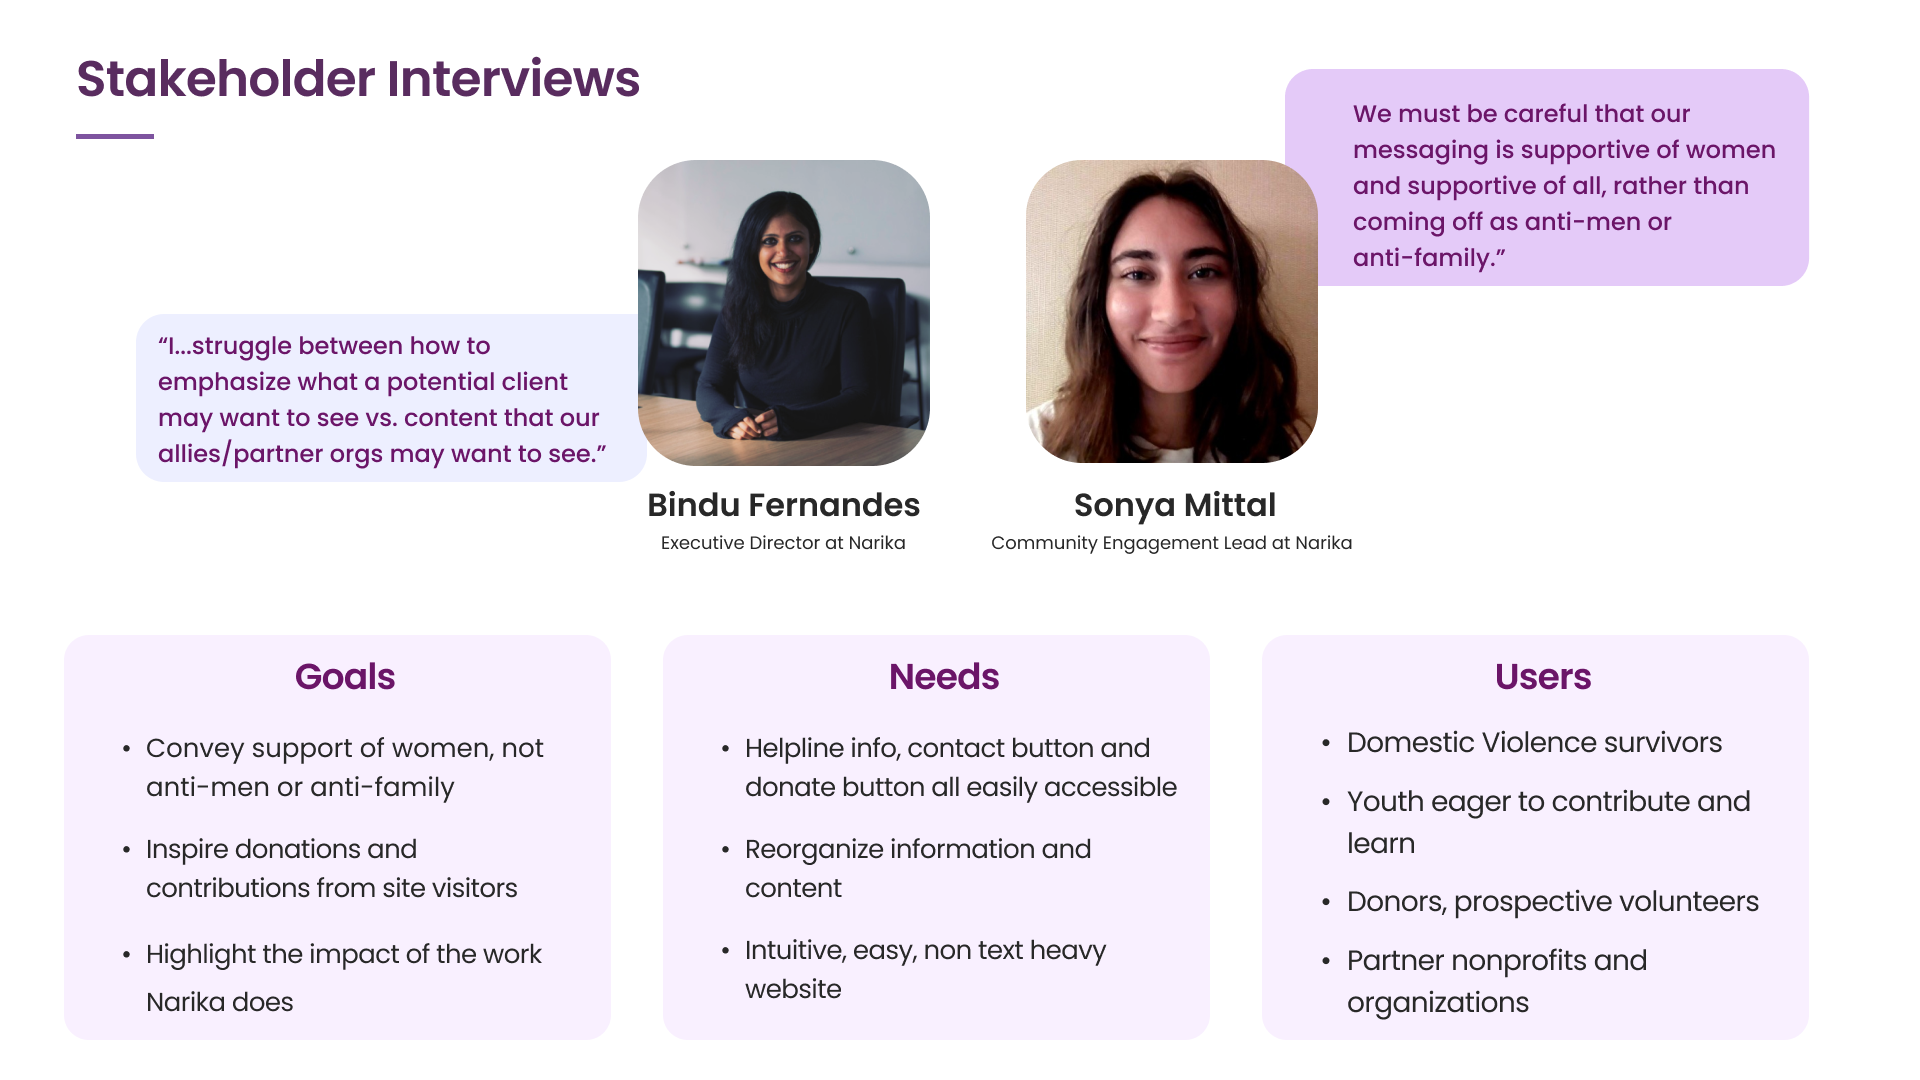 Stakeholder Interviews
We must be careful that our
messaging is supportive of women
and supportive of all, rather than
coming off as anti-men or
anti-family.”
“I...struggle between how to
emphasize what a potential client
may want to see vs. content that our
allies/partner orgs may want to see.”
Bindu Fernandes
Executive Director at Narika
Sonya Mittal
Community Engagement Lead at Narika
Goals
• Convey support of women, not
anti-men or anti-family
• Inspire donations and
contributions from site visitors
• Highlight the impact of the work
Narika does
Needs
• Helpline info, contact button and
donate button all easily accessible
• Reorganize information and
content
• Intuitive, easy, non text heavy
website
Users
• Domestic Violence survivors
• Youth eager to contribute and
learn
• Donors, prospective volunteers
• Partner nonprofits and
organizations